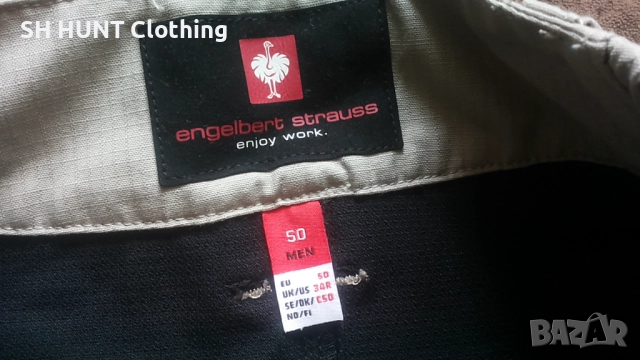 SH HUNT Clothing
engelbert strauss
enjoy work.
50
MEN
EU 50
UK/US 34R
SE/DK/ C50
NO/FI
BAZAR